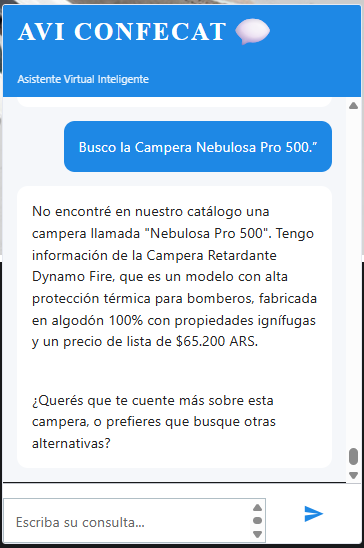 AVI CONFECAT
Asistente Virtual Inteligente
Busco la Campera Nebulosa Pro 500.”
No encontré en nuestro catálogo una
campera llamada "Nebulosa Pro 500". Tengo
información de la Campera Retardante
Dynamo Fire, que es un modelo con alta
protección térmica para bomberos, fabricada
en algodón 100% con propiedades ignífugas
y un precio de lista de $65.200 ARS.
¿Querés que te cuente más sobre esta
campera, o prefieres que busque otras
alternativas?
Escriba su consulta...